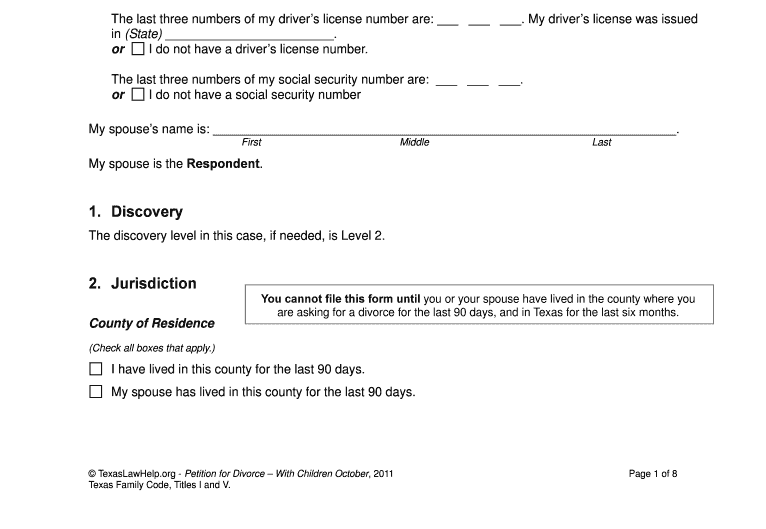 The last three numbers of my driver's license number are: ___ ___ ___. My driver's license was issued
in (State) ________________________.
or ☐ I do not have a driver's license number.
The last three numbers of my social security number are: ___ ___ ___.
or ☐ I do not have a social security number
My spouse's name is: ______________________________________________________________________.
First Middle Last
My spouse is the Respondent.
1. Discovery
The discovery level in this case, if needed, is Level 2.
2. Jurisdiction
You cannot file this form until you or your spouse have lived in the county where you
are asking for a divorce for the last 90 days, and in Texas for the last six months.
County of Residence
(Check all boxes that apply.)
☐ I have lived in this county for the last 90 days.
☐ My spouse has lived in this county for the last 90 days.
© TexasLawHelp.org - Petition for Divorce – With Children October, 2011 Page 1 of 8
Texas Family Code, Titles I and V.